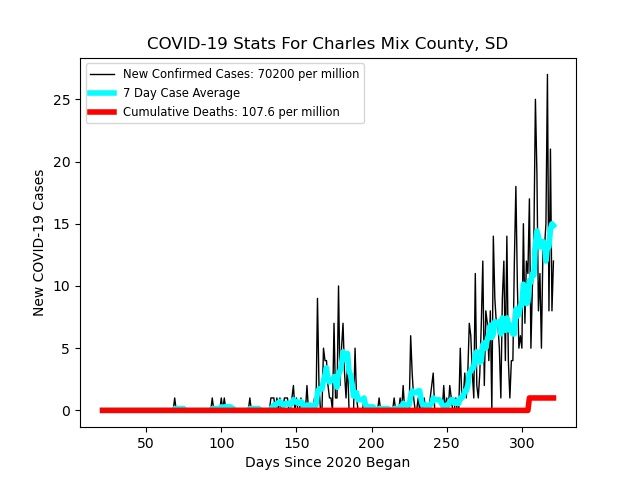 COVID-19 Stats For Charles Mix County, SD
New Confirmed Cases: 70200 per million
7 Day Case Average
Cumulative Deaths: 107.6 per million
New COVID-19 Cases
25
20
15
10
5
0
50 100 150 200 250 300
Days Since 2020 Began